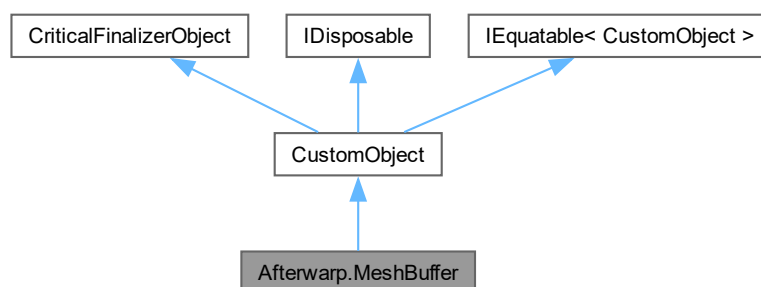 CriticalFinalizerObject
IDisposable
IEquatable< CustomObject >
CustomObject
Afterwarp.MeshBuffer